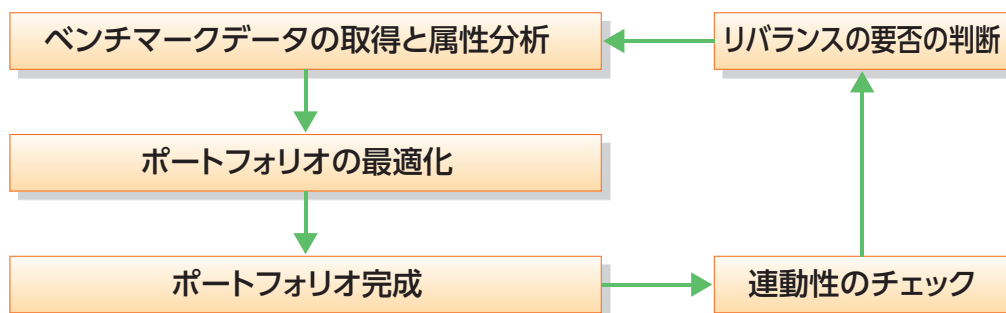 ベンチマークデータの取得と属性分析
リバランスの要否の判断
ポートフォリオの最適化
ポートフォリオ完成
連動性のチェック